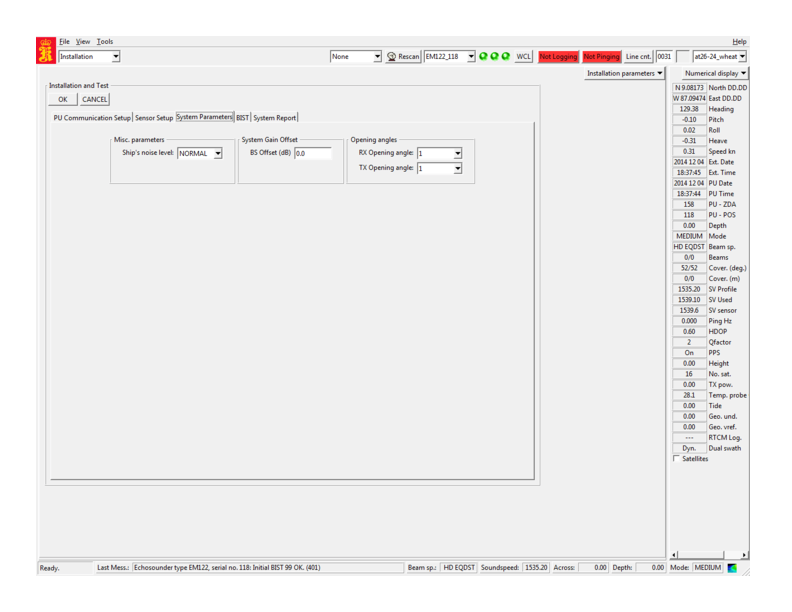 File View Tools Help
Installation None Rescan EM122_118 WCL Not Logging Not Pinging Line cnt. 0031 at26-24_wheat
Installation parameters Numerical display
Installation and Test
OK CANCEL
PU Communication Setup Sensor Setup System Parameters BIST System Report
Misc. parameters System Gain Offset Opening angles
Ship's noise level: NORMAL BS Offset (dB) 0.0 RX Opening angle: 1
TX Opening angle: 1
N 9.08173 North DD.DD
W 87.09474 East DD.DD
129.38 Heading
-0.10 Pitch
0.02 Roll
-0.31 Heave
0.31 Speed kn
2014 12 04 Ext. Date
18:37:45 Ext. Time
2014 12 04 PU Date
18:37:44 PU Time
158 PU - ZDA
118 PU - POS
0.00 Depth
MEDIUM Mode
HD EQDST Beam sp.
0/0 Beams
52/52 Cover. (deg.)
0/0 Cover. (m)
1535.20 SV Profile
1539.10 SV Used
1539.6 SV sensor
0.000 Ping Hz
0.60 HDOP
2 Qfactor
On PPS
0.00 Height
16 No. sat.
0.00 TX pow.
28.1 Temp. probe
0.00 Tide
0.00 Geo. und.
0.00 Geo. vref.
--- RTCM Log.
Dyn. Dual swath
Satellites
Ready. Last Mess.: Echosounder type EM122, serial no. 118: Initial BIST 99 OK. (401) Beam sp.: HD EQDST Soundspeed: 1535.20 Across: 0.00 Depth: 0.00 Mode: MEDIUM